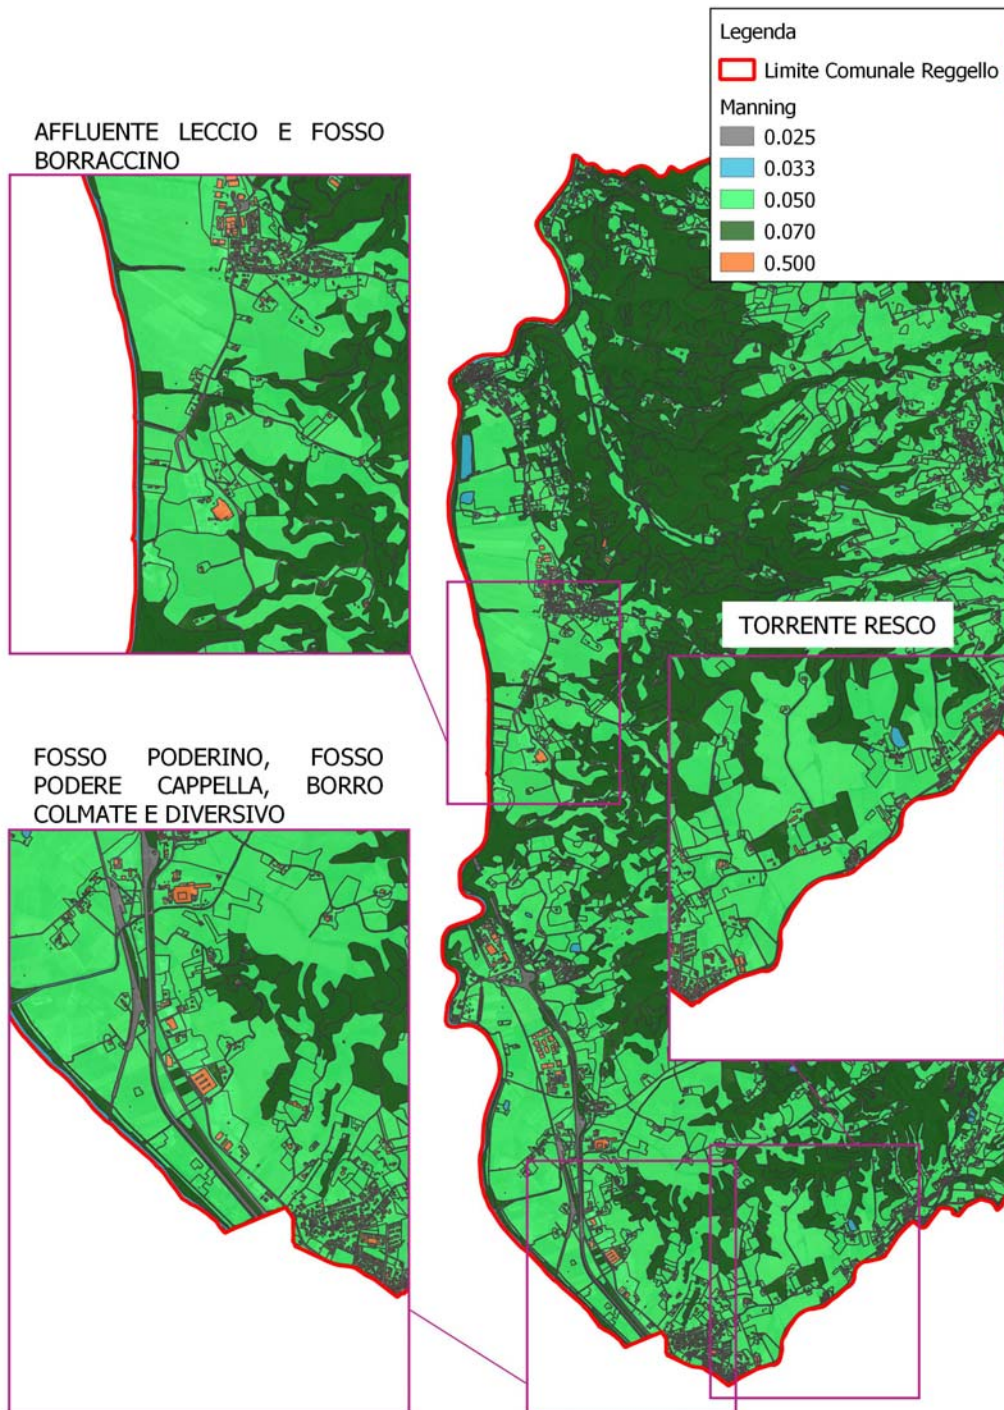 Legenda
Limite Comunale Reggello
Manning
0.025
0.033
0.050
0.070
0.500
AFFLUENTE LECCIO E FOSSO
BORRACCINO
TORRENTE RESCO
FOSSO PODERINO, FOSSO
PODERE CAPPELLA, BORRO
COLMATE E DIVERSIVO